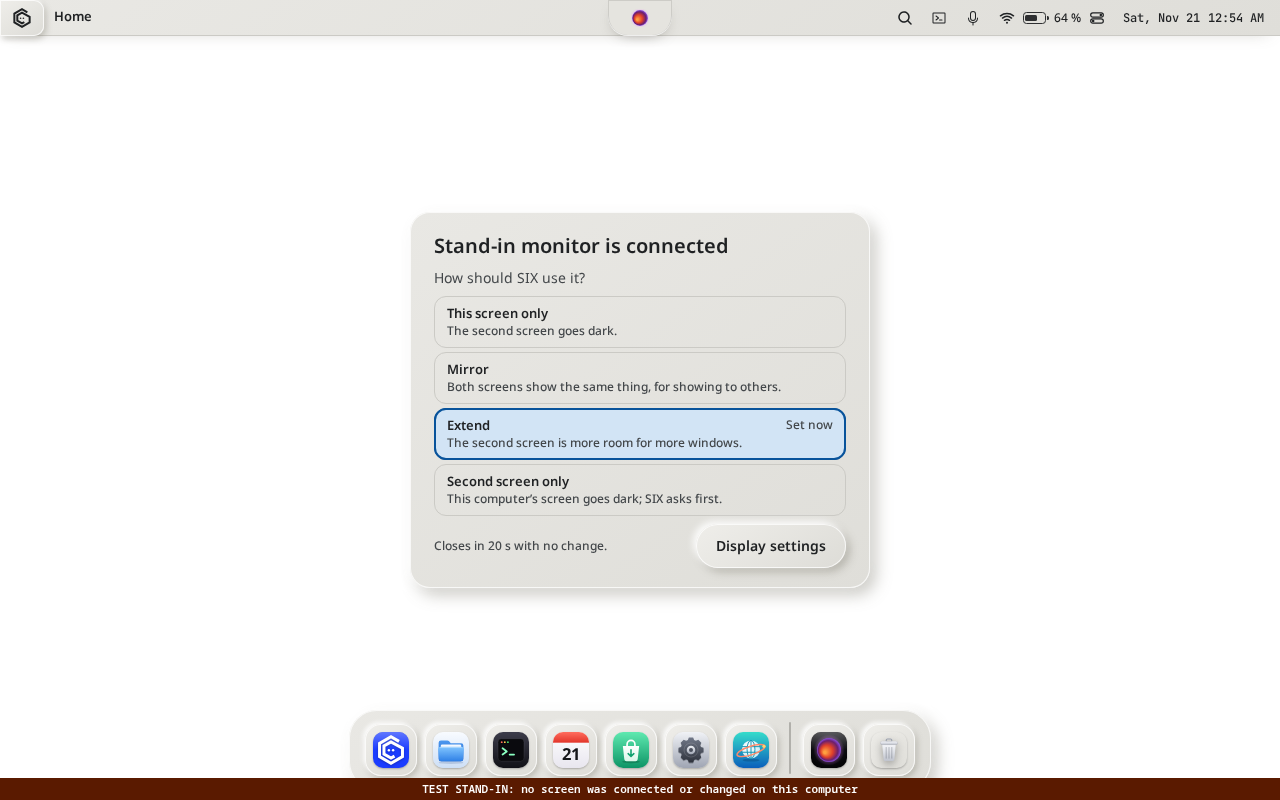 Home
64 %
Sat, Nov 21 12:54 AM
Stand-in monitor is connected
How should SIX use it?
This screen only
The second screen goes dark.
Mirror
Both screens show the same thing, for showing to others.
Extend
Set now
The second screen is more room for more windows.
Second screen only
This computer's screen goes dark; SIX asks first.
Closes in 20 s with no change.
Display settings
21
TEST STAND-IN: no screen was connected or changed on this computer